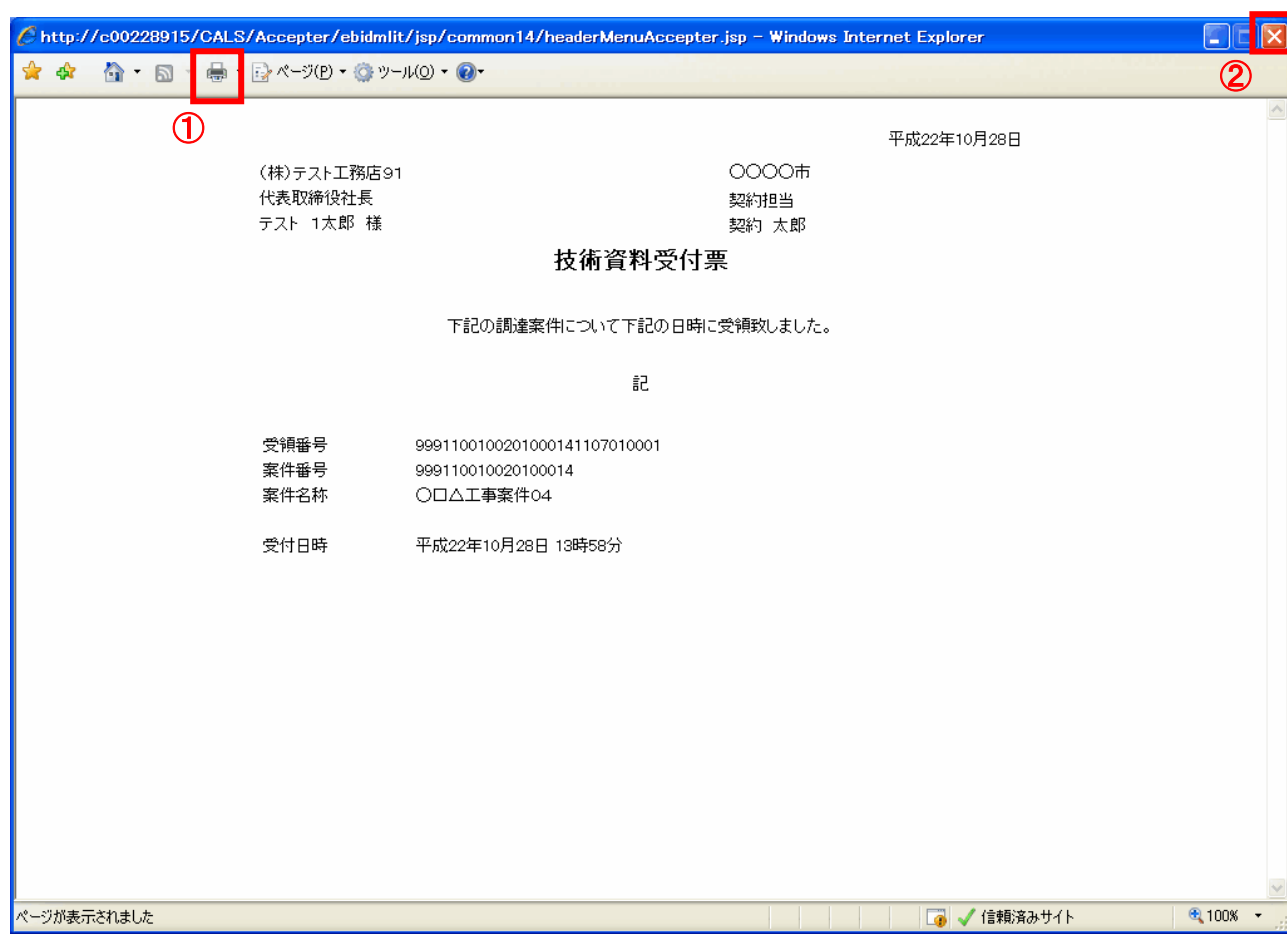 http://c00228915/CALS/Accepter/ebidmlit/jsp/common14/headerMenuAccepter.jsp - Windows Internet Explorer
ページ(P) ツール(O)
①
②
平成22年10月28日
(株)テスト工務店91
代表取締役社長
テスト 1太郎 様
〇〇〇〇市
契約担当
契約 太郎
技術資料受付票
下記の調達案件について下記の日時に受領致しました。
記
受領番号 9991100100201000141107010001
案件番号 999110010020100014
案件名称 〇□△工事案件04
受付日時 平成22年10月28日 13時58分
ページが表示されました
信頼済みサイト
100%